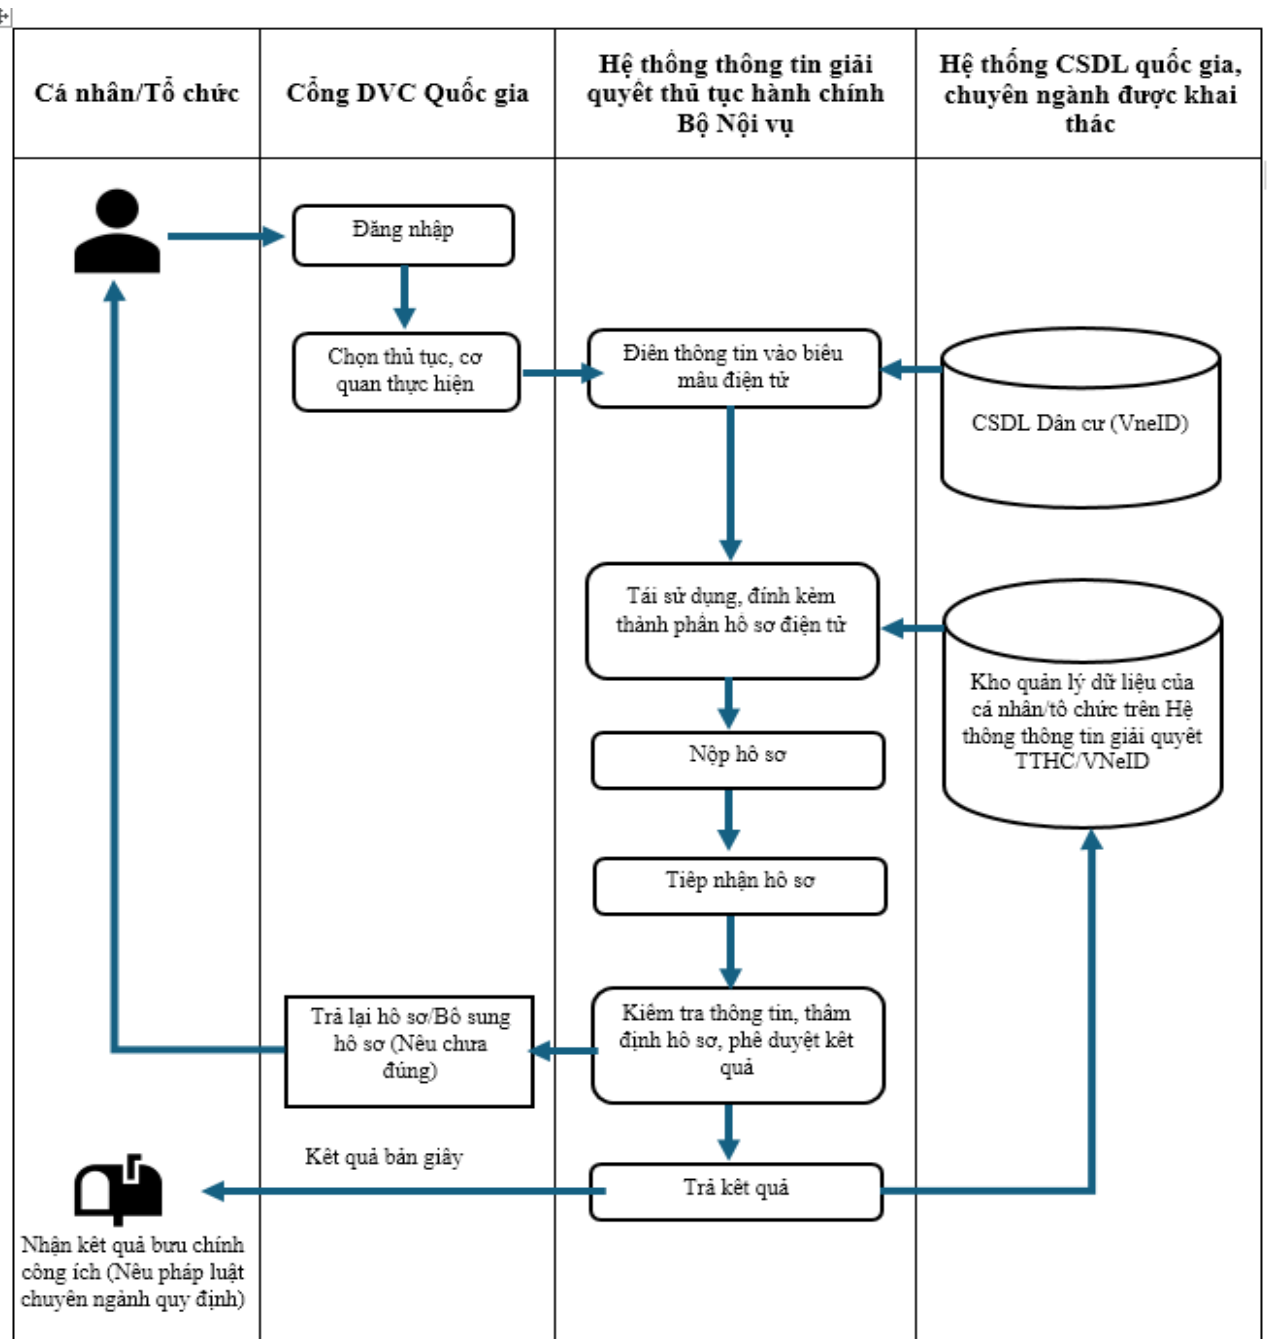 Cá nhân/Tổ chức
Cổng DVC Quốc gia
Hệ thống thông tin giải
quyết thủ tục hành chính
Bộ Nội vụ
Hệ thống CSDL quốc gia,
chuyên ngành được khai
thác
Đăng nhập
Chọn thủ tục, cơ
quan thực hiện
Điền thông tin vào biểu
mẫu điện tử
CSDL Dân cư (VneID)
Tái sử dụng, đính kèm
thành phần hồ sơ điện tử
Kho quản lý dữ liệu của
cá nhân/tổ chức trên Hệ
thống thông tin giải quyết
TTHC/VNeID
Nộp hồ sơ
Tiếp nhận hồ sơ
Kiểm tra thông tin, thẩm
định hồ sơ, phê duyệt kết
quả
Trả lại hồ sơ/Bổ sung
hồ sơ (Nếu chưa
đúng)
Kết quả bản giấy
Trả kết quả
Nhận kết quả bưu chính
công ích (Nếu pháp luật
chuyên ngành quy định)